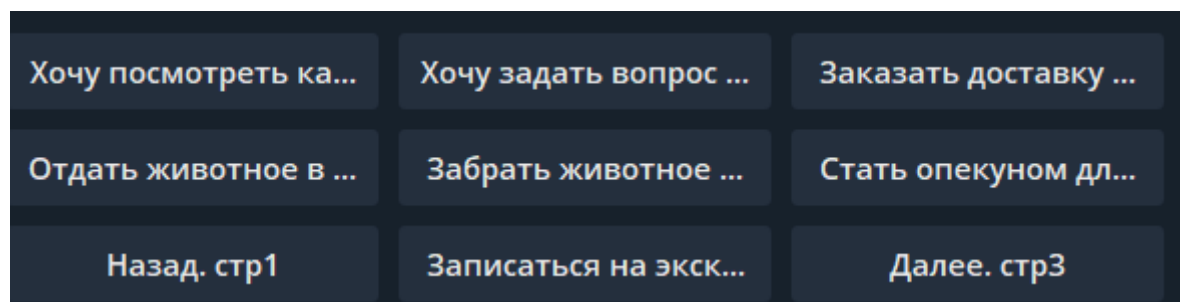 Хочу посмотреть ка...
Хочу задать вопрос ...
Заказать доставку ...
Отдать животное в ...
Забрать животное ...
Стать опекуном дл...
Назад. стр1
Записаться на экск...
Далее. стр3